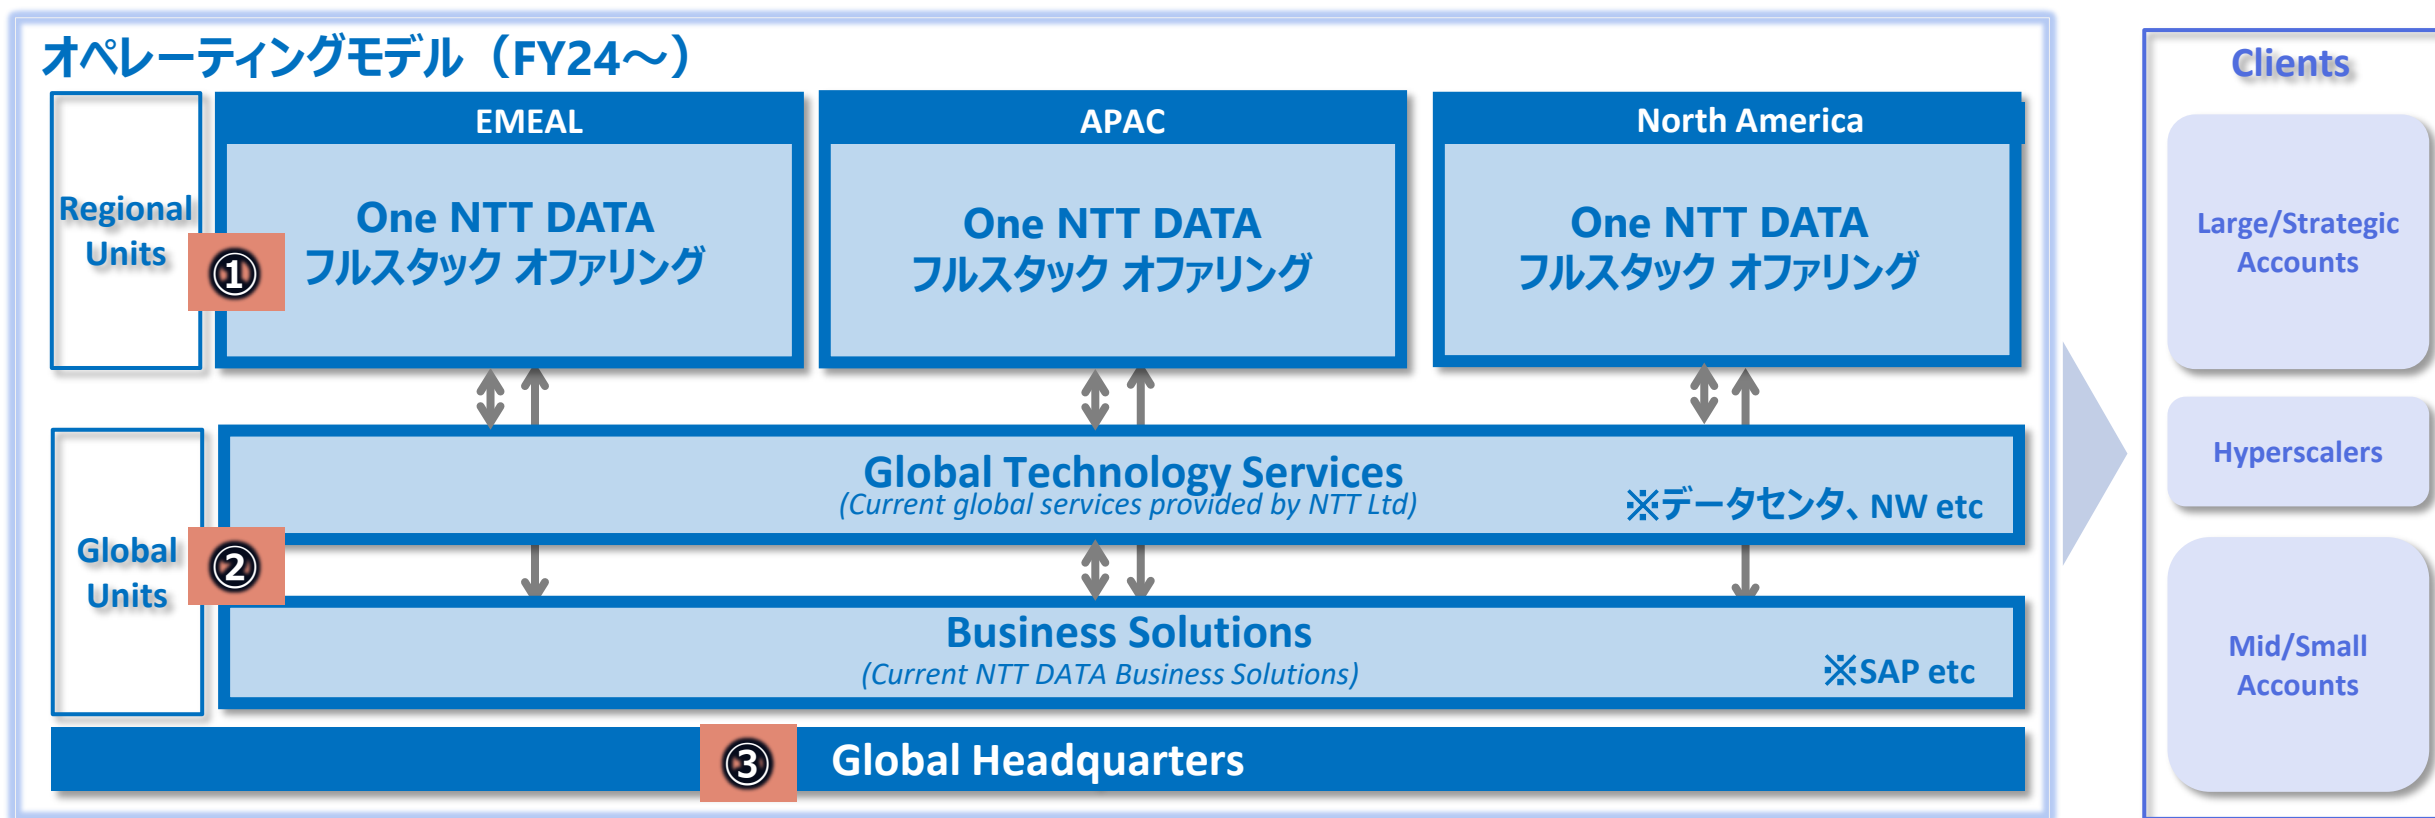 オペレーティングモデル（FY24～）
EMEAL
APAC
North America
Regional
Units
①
One NTT DATA
フルスタック オファリング
One NTT DATA
フルスタック オファリング
One NTT DATA
フルスタック オファリング
Global
Units
②
Global Technology Services
(Current global services provided by NTT Ltd)
※データセンタ、NW etc
Business Solutions
(Current NTT DATA Business Solutions)
※SAP etc
③
Global Headquarters
Clients
Large/Strategic
Accounts
Hyperscalers
Mid/Small
Accounts